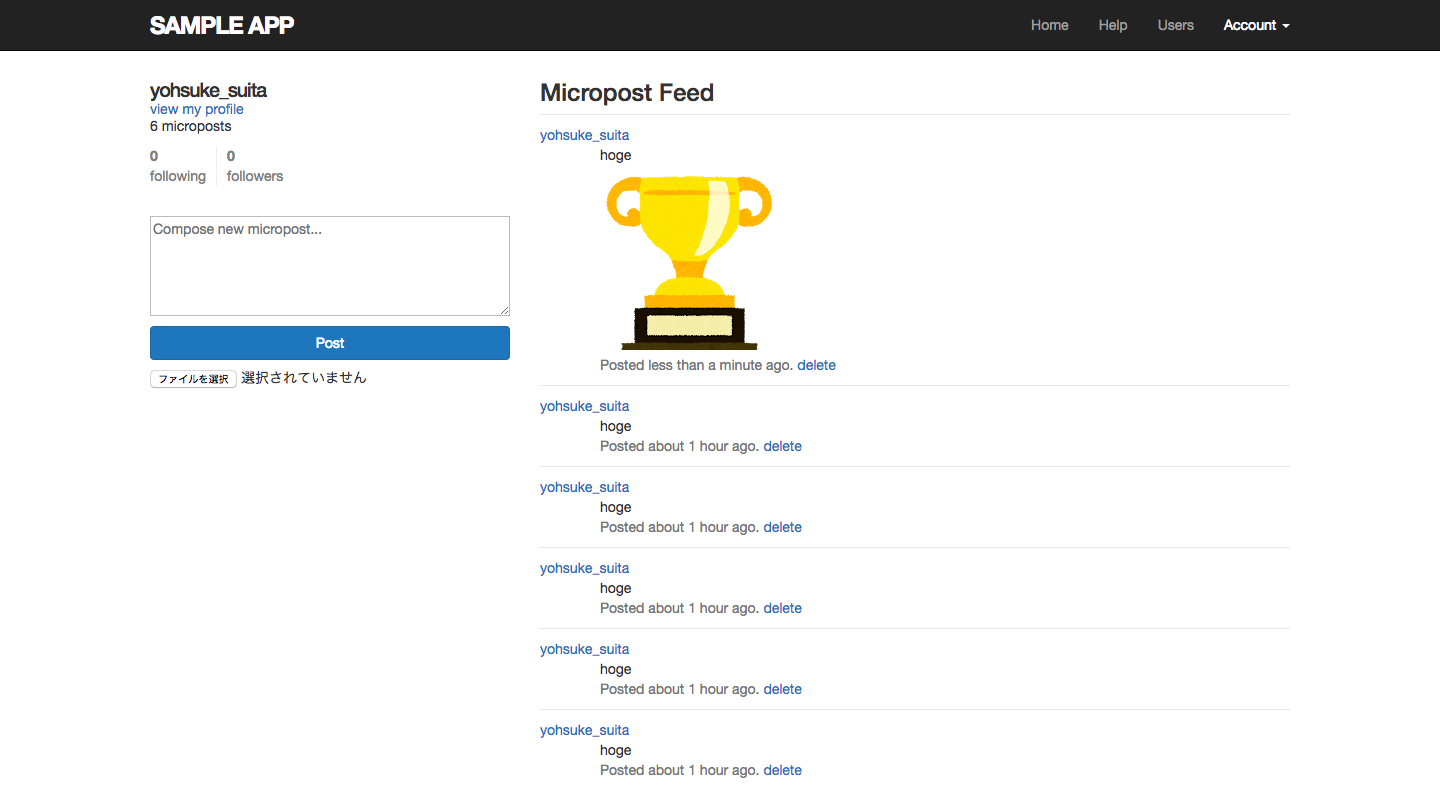 SAMPLE APP
Home Help Users Account
yohsuke_suita
view my profile
6 microposts
0 0
following followers
Compose new micropost...
Post
ファイルを選択 選択されていません
Micropost Feed
yohsuke_suita
hoge
Posted less than a minute ago. delete
yohsuke_suita
hoge
Posted about 1 hour ago. delete
yohsuke_suita
hoge
Posted about 1 hour ago. delete
yohsuke_suita
hoge
Posted about 1 hour ago. delete
yohsuke_suita
hoge
Posted about 1 hour ago. delete
yohsuke_suita
hoge
Posted about 1 hour ago. delete